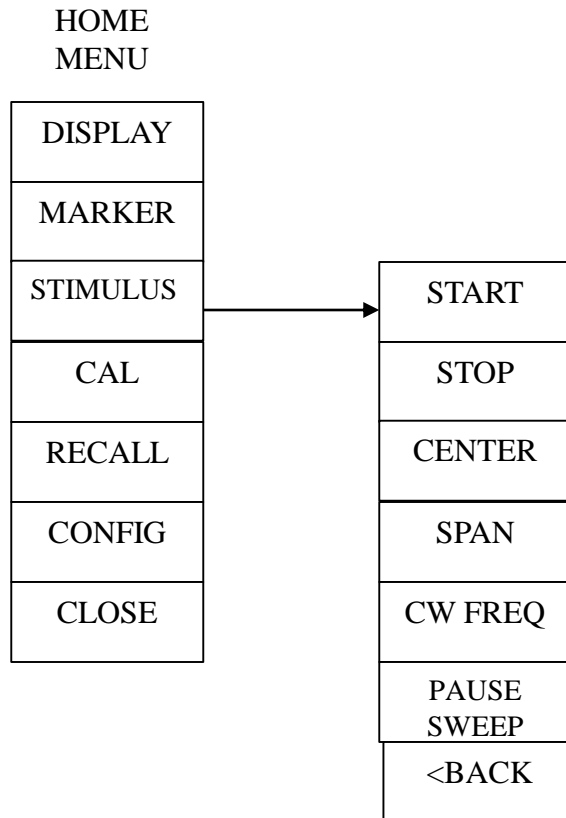 HOME
MENU
DISPLAY
MARKER
STIMULUS
CAL
RECALL
CONFIG
CLOSE
START
STOP
CENTER
SPAN
CW FREQ
PAUSE
SWEEP
<BACK